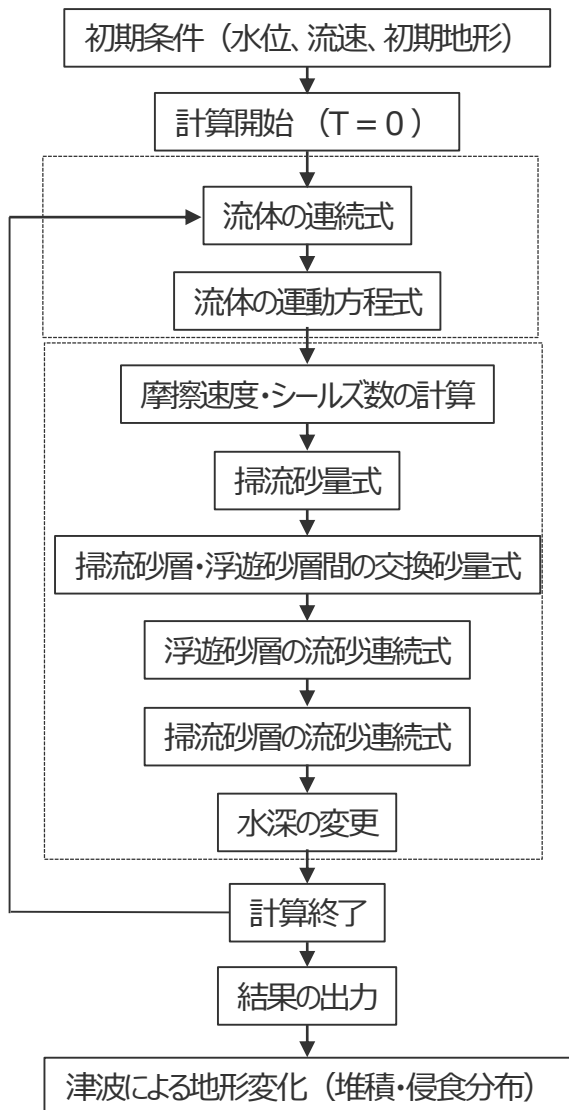 初期条件（水位、流速、初期地形）
計算開始 （T＝0）
流体の連続式
流体の運動方程式
摩擦速度・シールズ数の計算
掃流砂量式
掃流砂層・浮遊砂層間の交換砂量式
浮遊砂層の流砂連続式
掃流砂層の流砂連続式
水深の変更
計算終了
結果の出力
津波による地形変化（堆積・侵食分布）